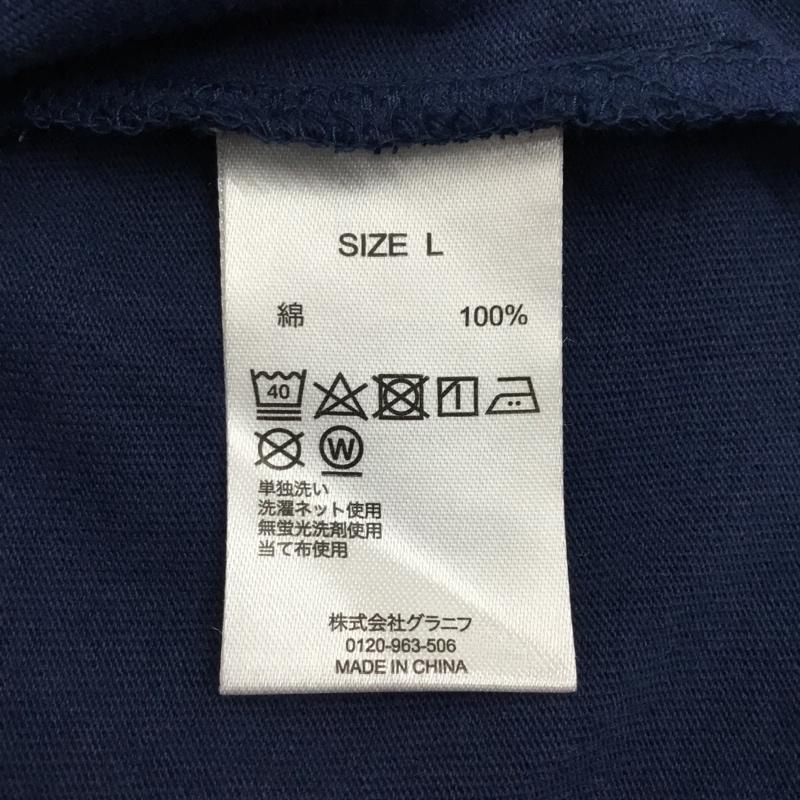 SIZE L
綿 100%
40
W
単独洗い
洗濯ネット使用
無蛍光洗剤使用
当て布使用
株式会社グラニフ
0120-963-506
MADE IN CHINA